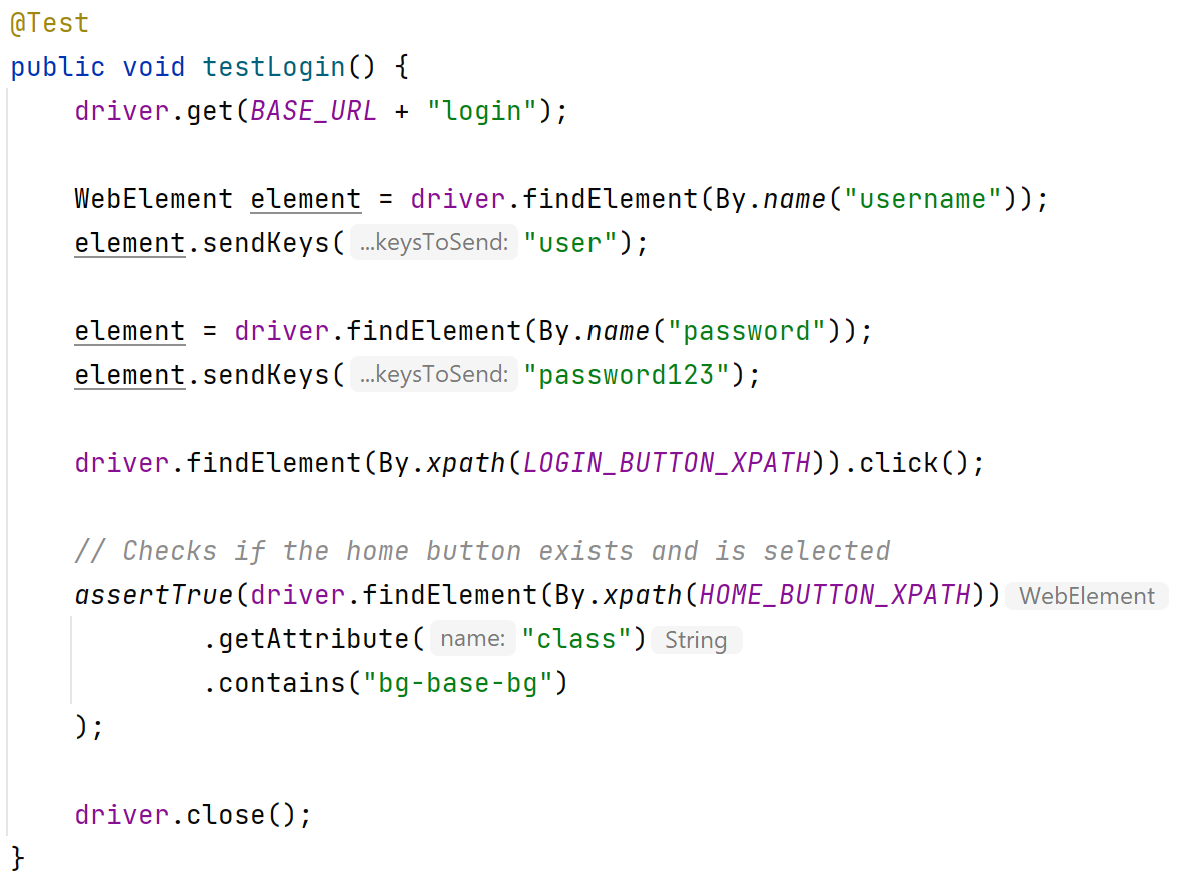 @Test
public void testLogin() {
driver.get(BASE_URL + "login");
WebElement element = driver.findElement(By.name("username"));
element.sendKeys( ...keysToSend: "user");
element = driver.findElement(By.name("password"));
element.sendKeys( ...keysToSend: "password123");
driver.findElement(By.xpath(LOGIN_BUTTON_XPATH)).click();
// Checks if the home button exists and is selected
assertTrue(driver.findElement(By.xpath(HOME_BUTTON_XPATH)) WebElement
.getAttribute( name: "class") String
.contains("bg-base-bg")
);
driver.close();
}